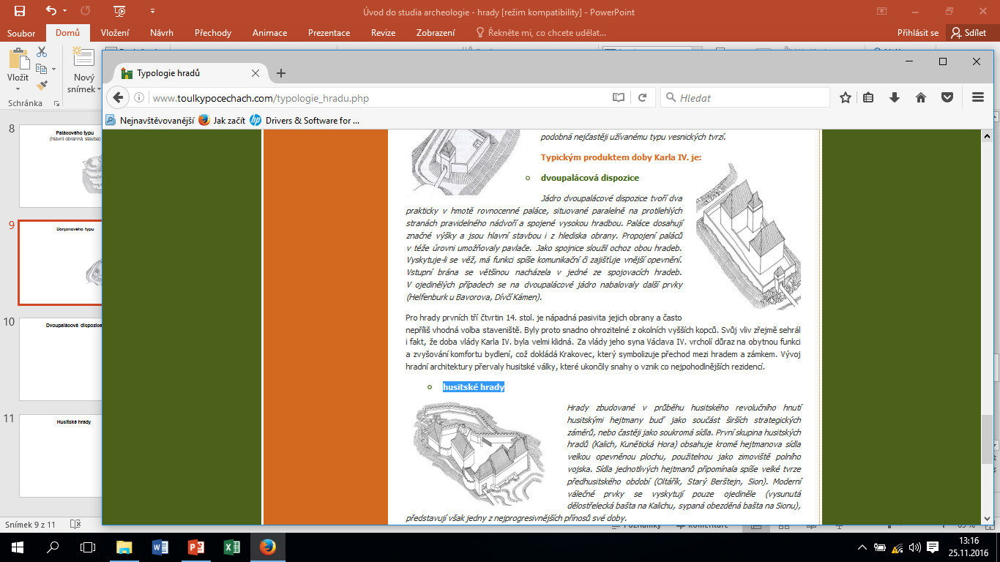 Úvod do studia archeologie - hrady [režim kompatibility] - PowerPoint
Soubor Domů Vložení Návrh Přechody Animace Prezentace Revize Zobrazení Řekněte mi, co chcete udělat... Přihlásit se Sdílet
Vložit
Nový
snímek
Schránka
Typologie hradů
www.toulkypocechach.com/typologie_hradu.php
Hledat
Nejnavštěvovanější Jak začít Drivers & Software for ...
8
Palácového typu
(hlavní obranná stavba)
9
Donjonového typu
10
Dvoupalácová dispozice
11
Husitské hrady
podobná nejčastěji užívanému typu vesnických tvrzí.
Typickým produktem doby Karla IV. je:
dvoupalácová dispozice
Jádro dvoupalácové dispozice tvoří dva
prakticky v hmotě rovnocenné paláce, situované paralelně na protilehlých
stranách pravidelného nádvoří a spojené vysokou hradbou. Paláce dosahují
značné výšky a jsou hlavní stavbou i z hlediska obrany. Propojení paláců
v téže úrovni umožňovaly pavlače. Jako spojnice sloužil ochoz obou hradeb.
Vyskytuje-li se věž, má funkci spíše komunikační či zajišťuje vnější opevnění.
Vstupní brána se většinou nacházela v jedné ze spojovacích hradeb.
V ojedinělých případech se na dvoupalácové jádro nabalovaly další prvky
(Helfenburk u Bavorova, Dívčí Kámen).
Pro hrady prvních tří čtvrtin 14. stol. je nápadná pasivita jejich obrany a často
nepříliš vhodná volba staveniště. Byly proto snadno ohrozitelné z okolních vyšších kopců. Svůj vliv zřejmě sehrál
i fakt, že doba vlády Karla IV. byla velmi klidná. Za vlády jeho syna Václava IV. vrcholí důraz na obytnou funkci
a zvyšování komfortu bydlení, což dokládá Krakovec, který symbolizuje přechod mezi hradem a zámkem. Vývoj
hradní architektury přervaly husitské války, které ukončily snahy o vznik co nejpohodlnějších rezidencí.
husitské hrady
Hrady zbudované v průběhu husitského revolučního hnutí
husitskými hejtmany buď jako součást širších strategických
záměrů, nebo častěji jako soukromá sídla. První skupina husitských
hradů (Kalich, Kunětická Hora) obsahuje kromě hejtmanova sídla
velkou opevněnou plochu, použitelnou jako zimoviště polního
vojska. Sídla jednotlivých hejtmanů připomínala spíše velké tvrze
předhusitského období (Oltářík, Starý Berštejn, Sion). Moderní
válečné prvky se vyskytují pouze ojediněle (vysunutá
dělostřelecká bašta na Kalichu, sypaná obezděná bašta na Sionu),
představují však jedny z nejprogresivnějších přínosů své doby.
Snímek 9 z 11
13:16
25.11.2016